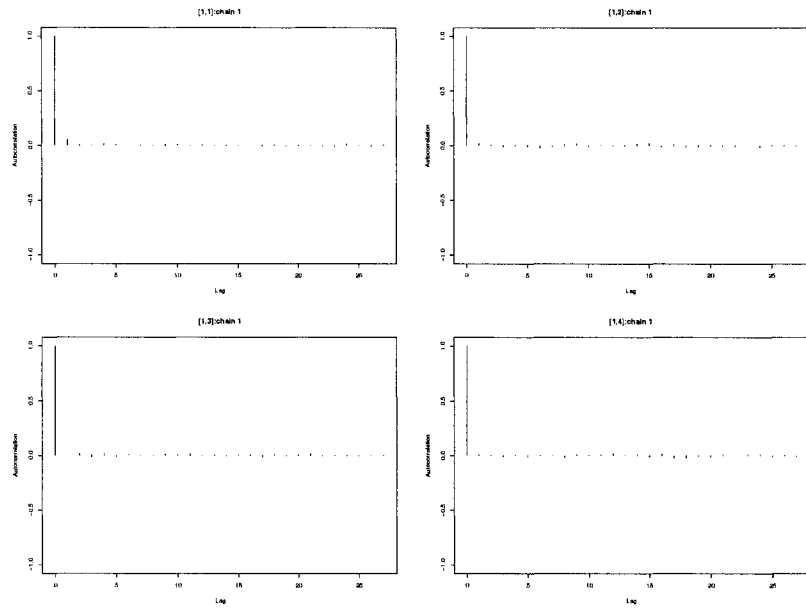 [1,1]:chain 1
Autocorrelation
1.0
0.5
0.0
−0.5
−1.0
0 5 10 15 20 25
Lag
[1,2]:chain 1
Autocorrelation
1.0
0.5
0.0
−0.5
−1.0
0 5 10 15 20 25
Lag
[1,3]:chain 1
Autocorrelation
1.0
0.5
0.0
−0.5
−1.0
0 5 10 15 20 25
Lag
[1,4]:chain 1
Autocorrelation
1.0
0.5
0.0
−0.5
−1.0
0 5 10 15 20 25
Lag